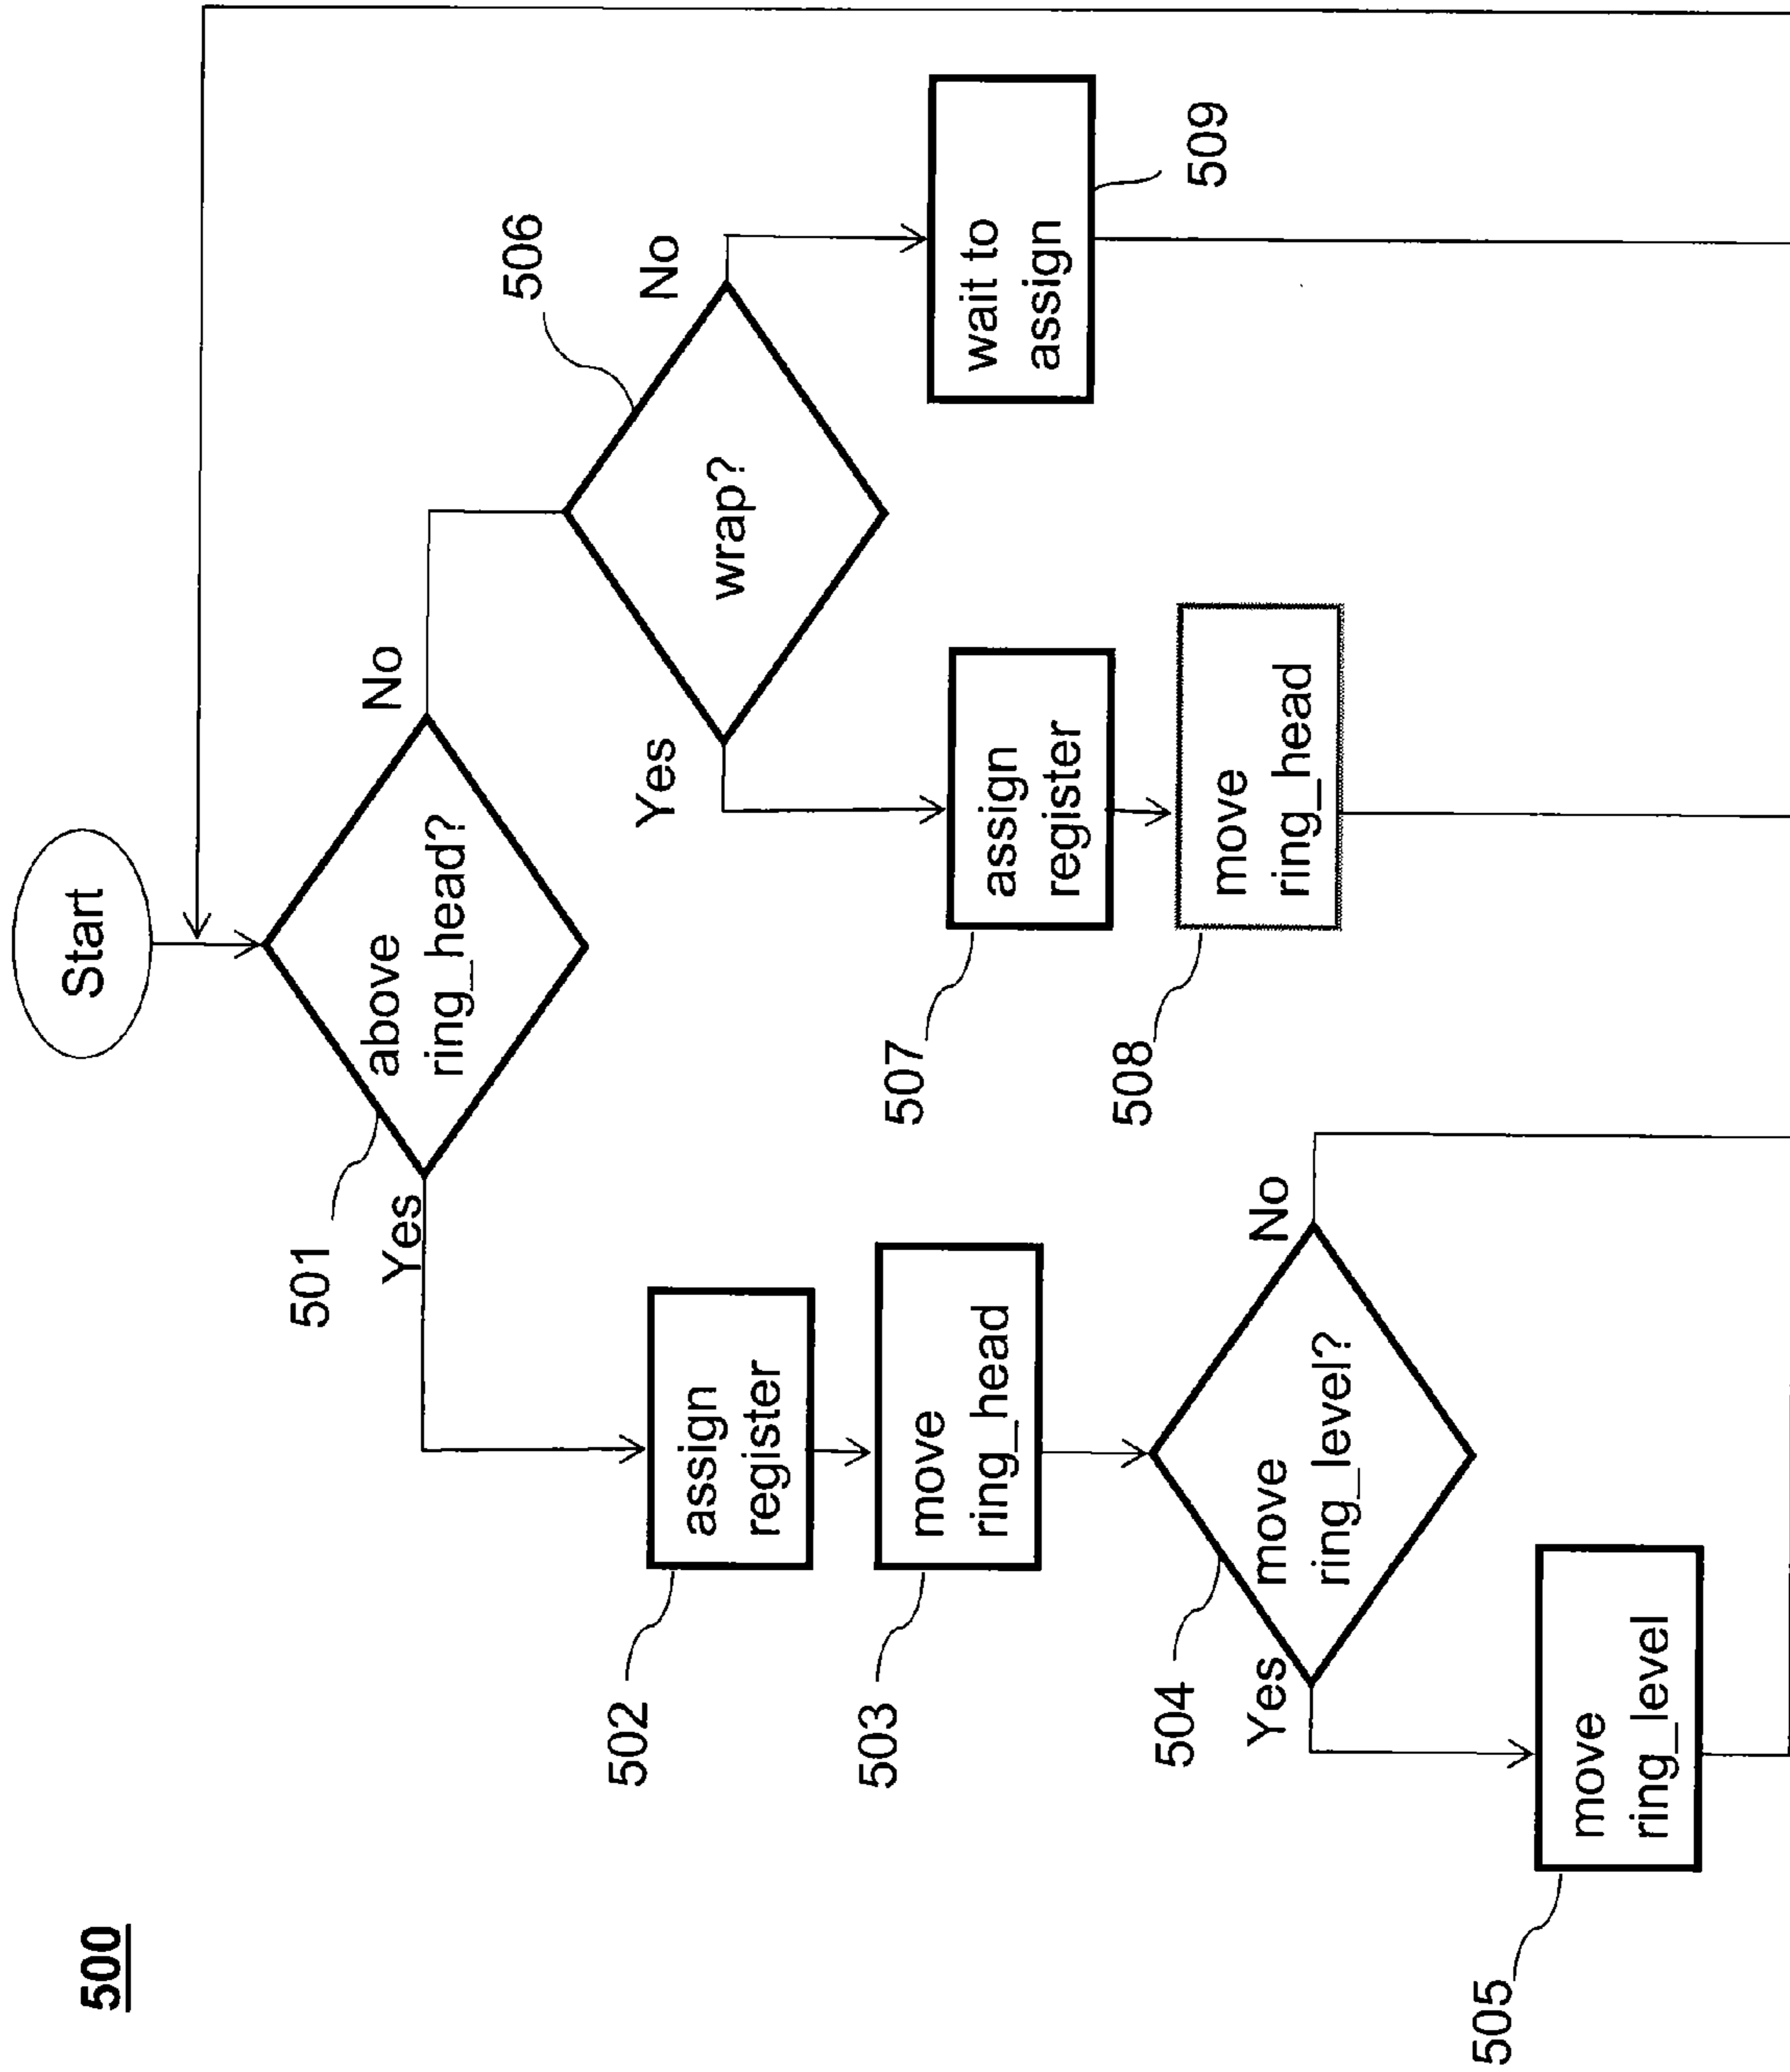 500
Start
501
above
ring_head?
Yes
No
502
assign
register
503
move
ring_head
504
move
ring_level?
Yes
No
505
move
ring_level
506
wrap?
Yes
No
507
assign
register
508
move
ring_head
509
wait to
assign